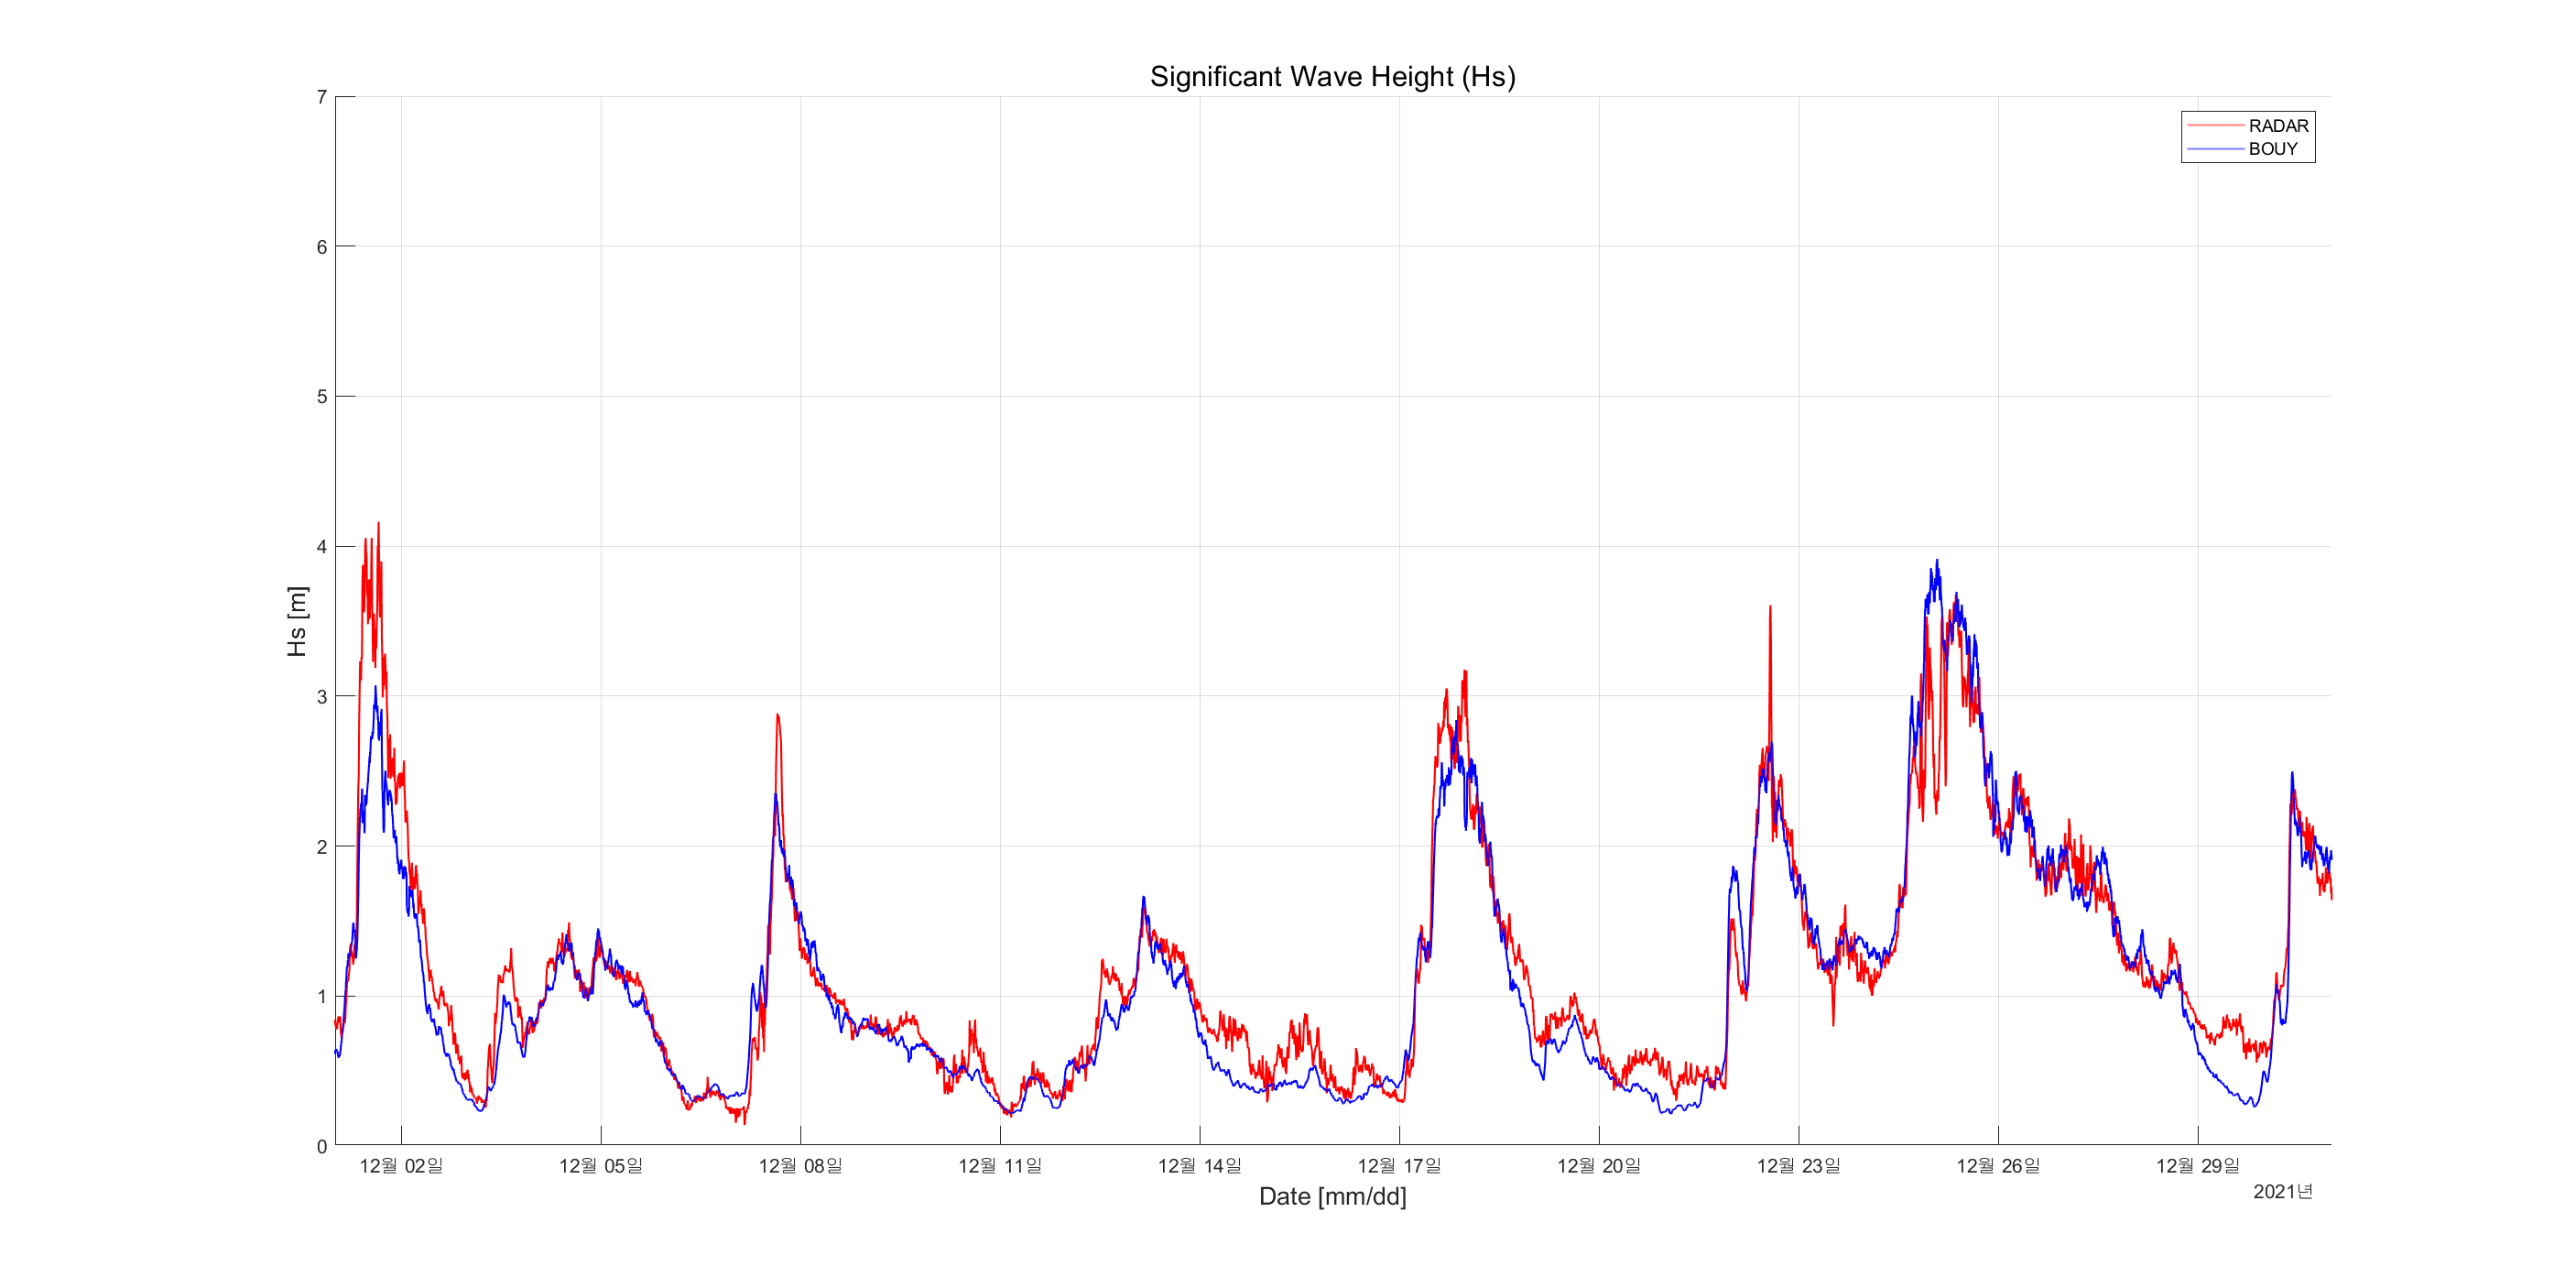 Significant Wave Height (Hs)
7
6
5
4
3
2
1
0
Hs [m]
RADAR
BOUY
12월 02일
12월 05일
12월 08일
12월 11일
12월 14일
12월 17일
12월 20일
12월 23일
12월 26일
12월 29일
Date [mm/dd]
2021년